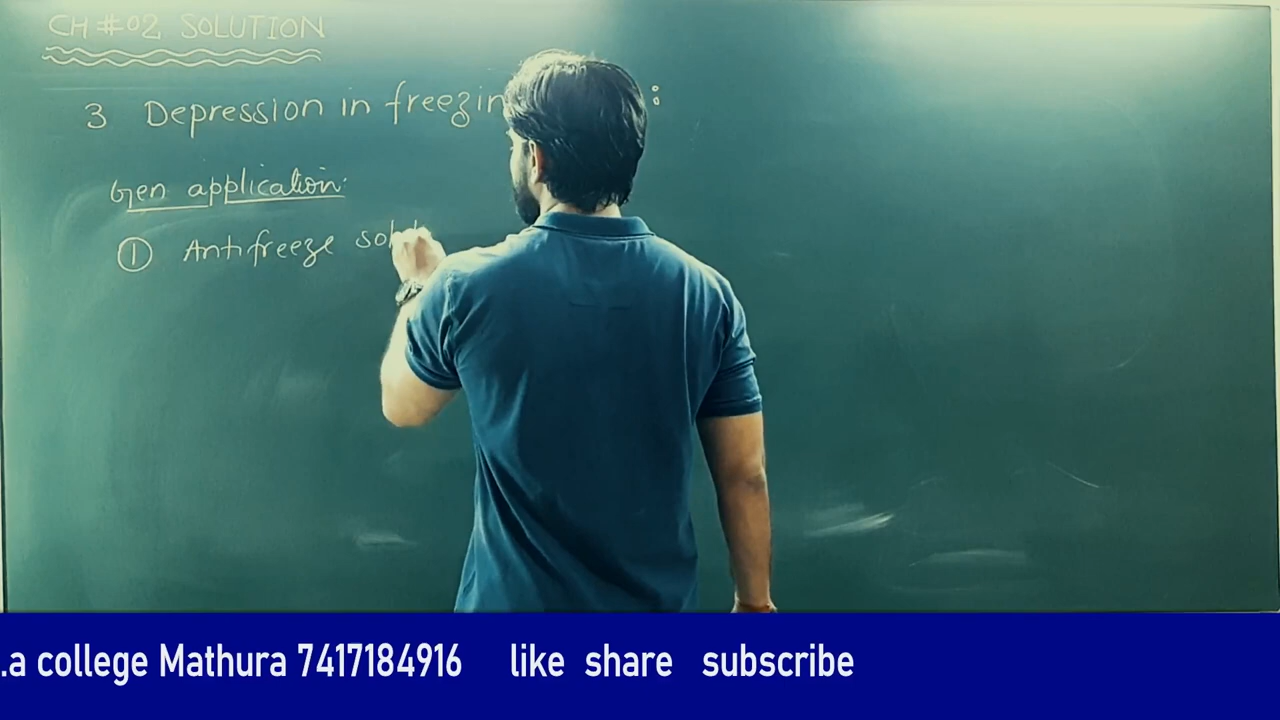 CH #02 SOLUTION
3 Depression in freezin :
Gen application:
① Antifreeze sol
.a college Mathura 7417184916 like share subscribe